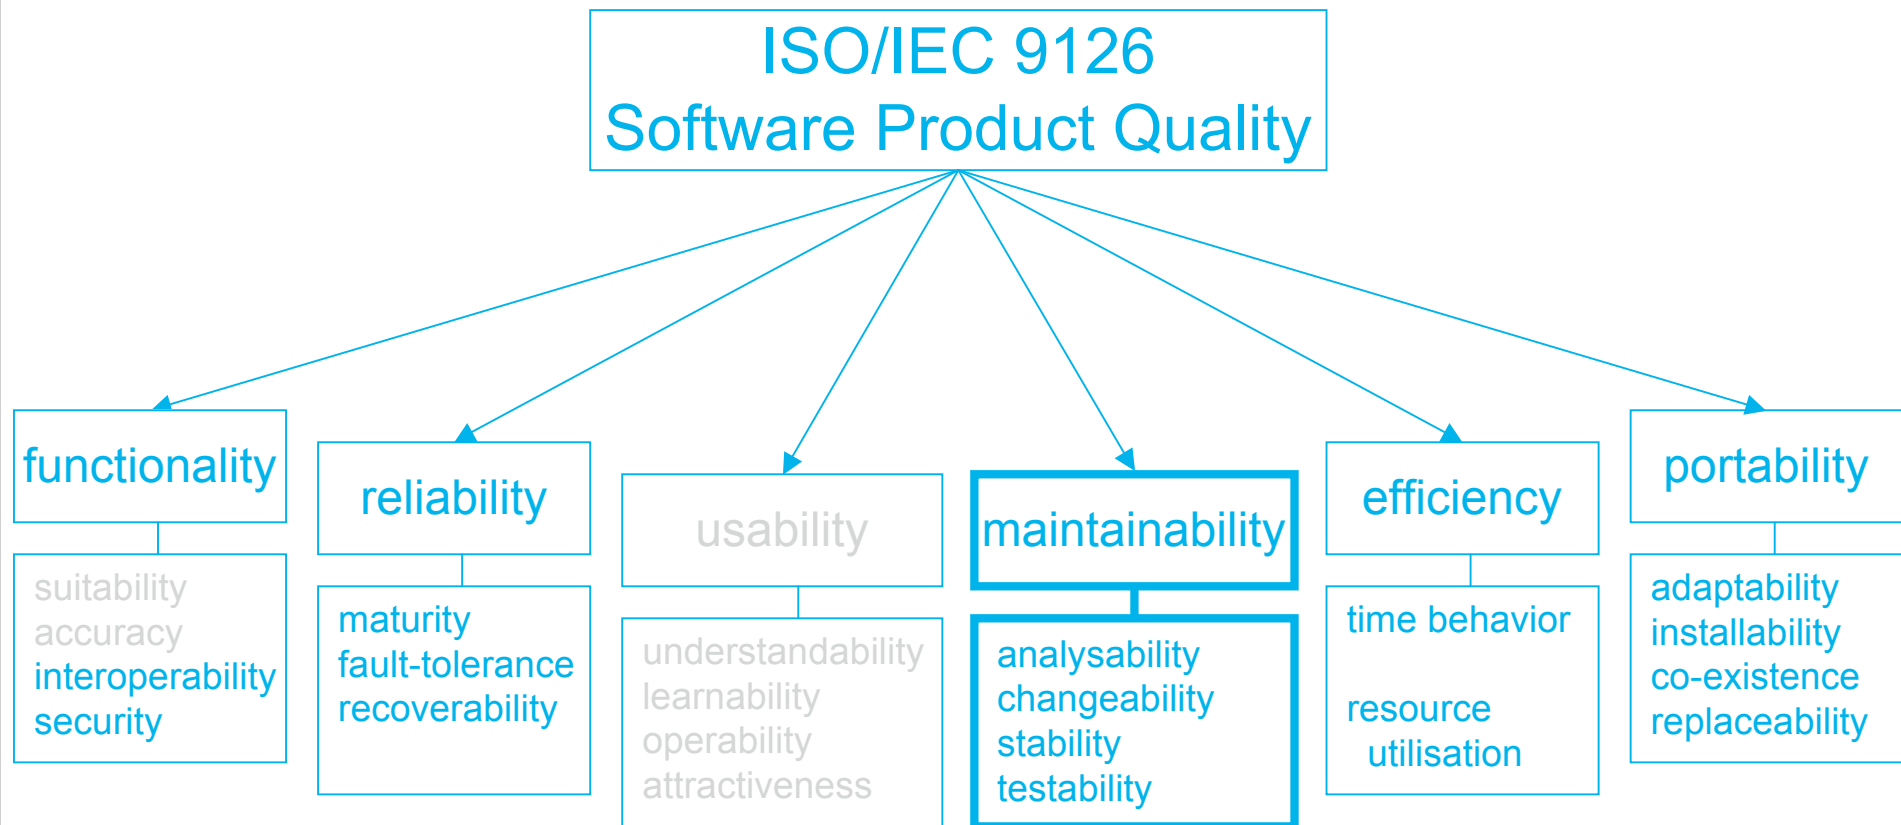 ISO/IEC 9126
Software Product Quality
functionality
suitability
accuracy
interoperability
security
reliability
maturity
fault-tolerance
recoverability
usability
understandability
learnability
operability
attractiveness
maintainability
analysability
changeability
stability
testability
efficiency
time behavior
resource
utilisation
portability
adaptability
installability
co-existence
replaceability